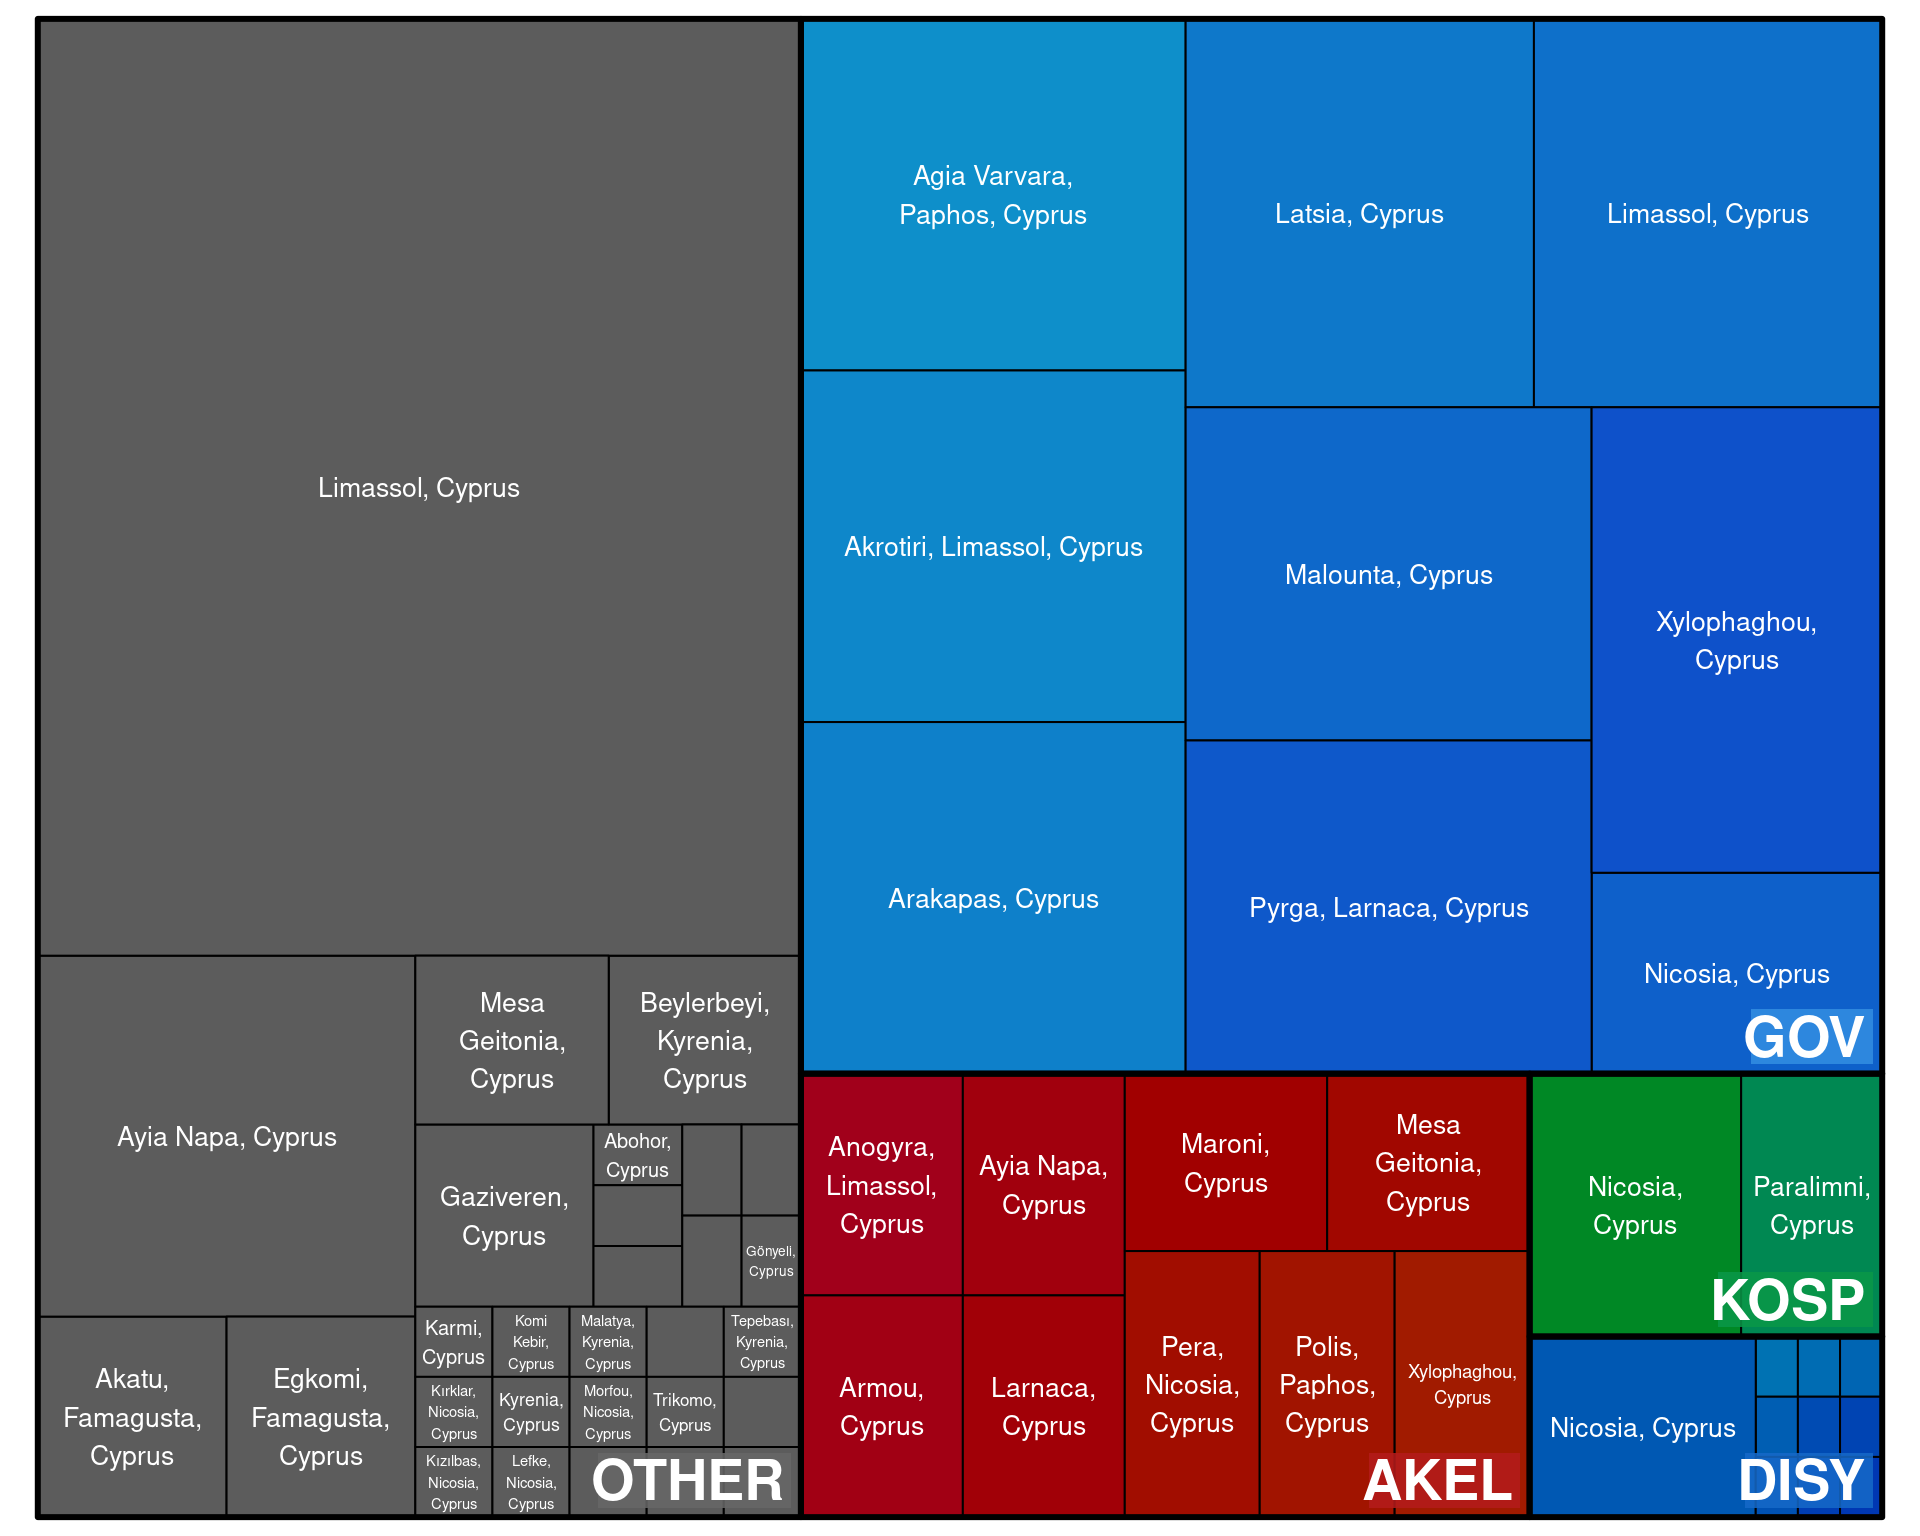 Limassol, Cyprus
Ayia Napa, Cyprus
Akatu,
Famagusta,
Cyprus
Egkomi,
Famagusta,
Cyprus
Mesa
Geitonia,
Cyprus
Beylerbeyi,
Kyrenia,
Cyprus
Gaziveren,
Cyprus
Abohor,
Cyprus
Gönyeli,
Cyprus
Karmi,
Cyprus
Komi
Kebir,
Cyprus
Malatya,
Kyrenia,
Cyprus
Tepebası,
Kyrenia,
Cyprus
Kırklar,
Nicosia,
Cyprus
Kyrenia,
Cyprus
Morfou,
Nicosia,
Cyprus
Trikomo,
Cyprus
Kızılbas,
Nicosia,
Cyprus
Lefke,
Nicosia,
Cyprus
OTHER
Agia Varvara,
Paphos, Cyprus
Akrotiri, Limassol, Cyprus
Arakapas, Cyprus
Latsia, Cyprus
Limassol, Cyprus
Malounta, Cyprus
Xylophaghou,
Cyprus
Pyrga, Larnaca, Cyprus
Nicosia, Cyprus
GOV
Anogyra,
Limassol,
Cyprus
Ayia Napa,
Cyprus
Armou,
Cyprus
Larnaca,
Cyprus
Maroni,
Cyprus
Mesa
Geitonia,
Cyprus
Pera,
Nicosia,
Cyprus
Polis,
Paphos,
Cyprus
Xylophaghou,
Cyprus
AKEL
Nicosia,
Cyprus
Paralimni,
Cyprus
KOSP
Nicosia, Cyprus
DISY